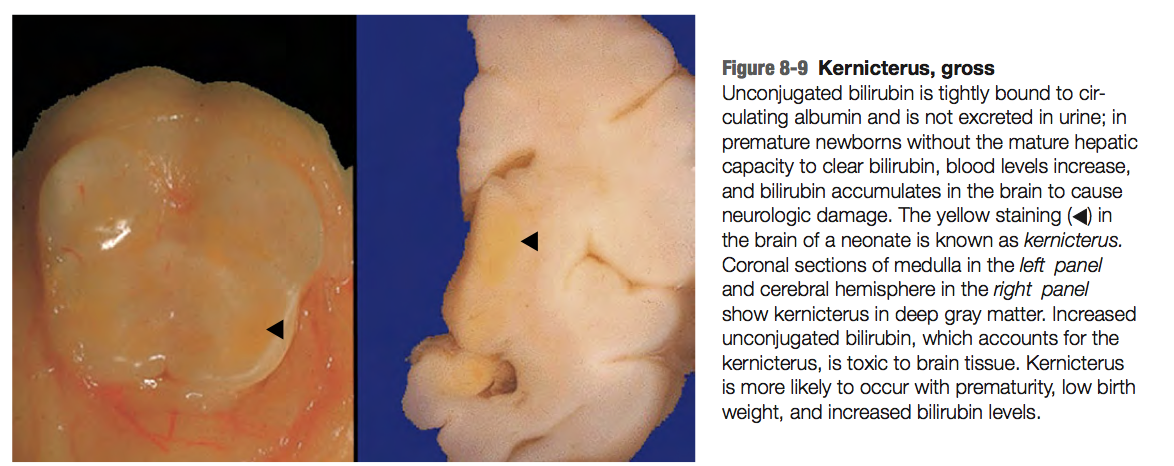 Figure 8-9 Kernicterus, gross
Unconjugated bilirubin is tightly bound to cir-
culating albumin and is not excreted in urine; in
premature newborns without the mature hepatic
capacity to clear bilirubin, blood levels increase,
and bilirubin accumulates in the brain to cause
neurologic damage. The yellow staining (◀) in
the brain of a neonate is known as kernicterus.
Coronal sections of medulla in the left panel
and cerebral hemisphere in the right panel
show kernicterus in deep gray matter. Increased
unconjugated bilirubin, which accounts for the
kernicterus, is toxic to brain tissue. Kernicterus
is more likely to occur with prematurity, low birth
weight, and increased bilirubin levels.